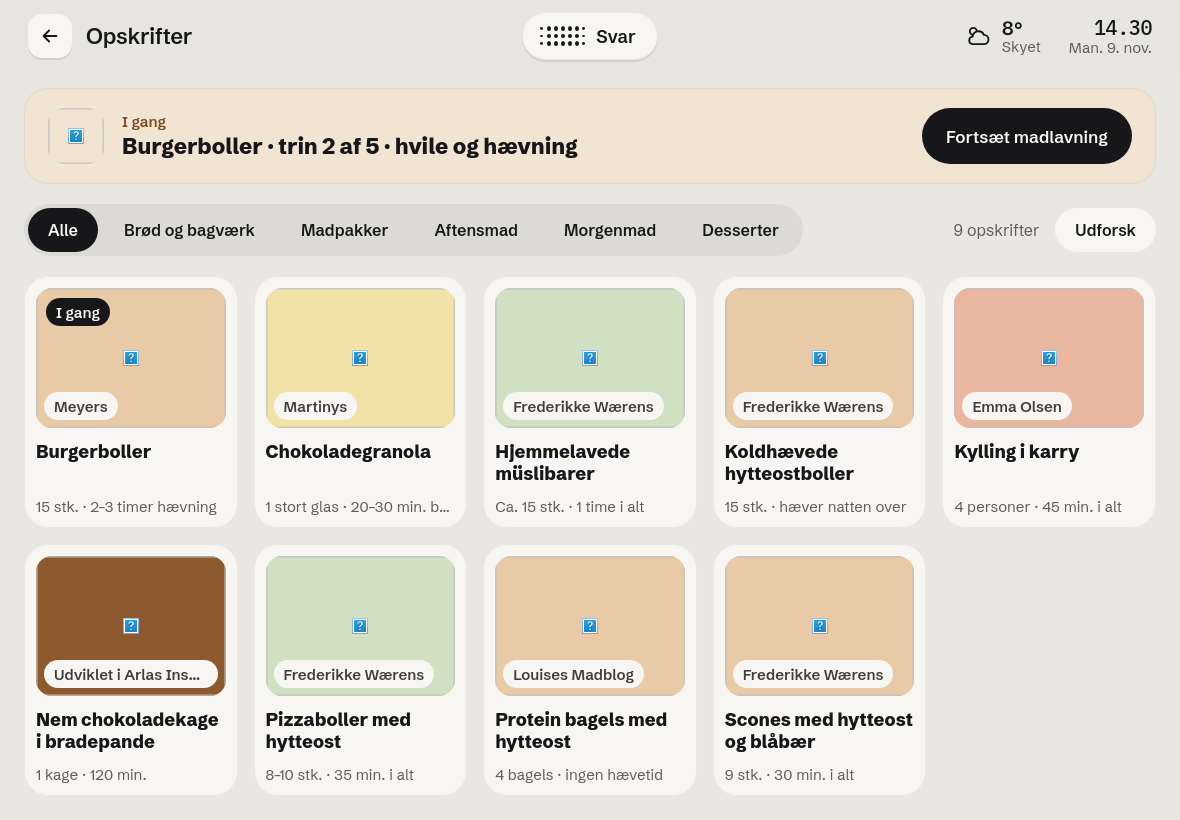 Opskrifter
Svar
8°
Skyet
14.30
Man. 9. nov.
I gang
Burgerboller · trin 2 af 5 · hvile og hævning
Fortsæt madlavning
Alle
Brød og bagværk
Madpakker
Aftensmad
Morgenmad
Desserter
9 opskrifter
Udforsk
I gang
Meyers
Burgerboller
15 stk. · 2–3 timer hævning
Martinys
Chokoladegranola
1 stort glas · 20–30 min. b...
Frederikke Wærens
Hjemmelavede
müslibarer
Ca. 15 stk. · 1 time i alt
Frederikke Wærens
Koldhævede
hytteostboller
15 stk. · hæver natten over
Emma Olsen
Kylling i karry
4 personer · 45 min. i alt
Udviklet i Arlas Ins...
Nem chokoladekage
i bradepande
1 kage · 120 min.
Frederikke Wærens
Pizzaboller med
hytteost
8–10 stk. · 35 min. i alt
Louises Madblog
Protein bagels med
hytteost
4 bagels · ingen hævetid
Frederikke Wærens
Scones med hytteost
og blåbær
9 stk. · 30 min. i alt